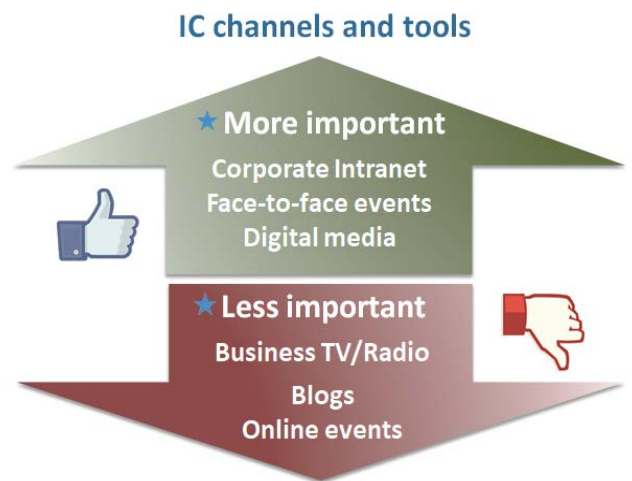 IC channels and tools
More important
Corporate Intranet
Face-to-face events
Digital media
Less important
Business TV/Radio
Blogs
Online events